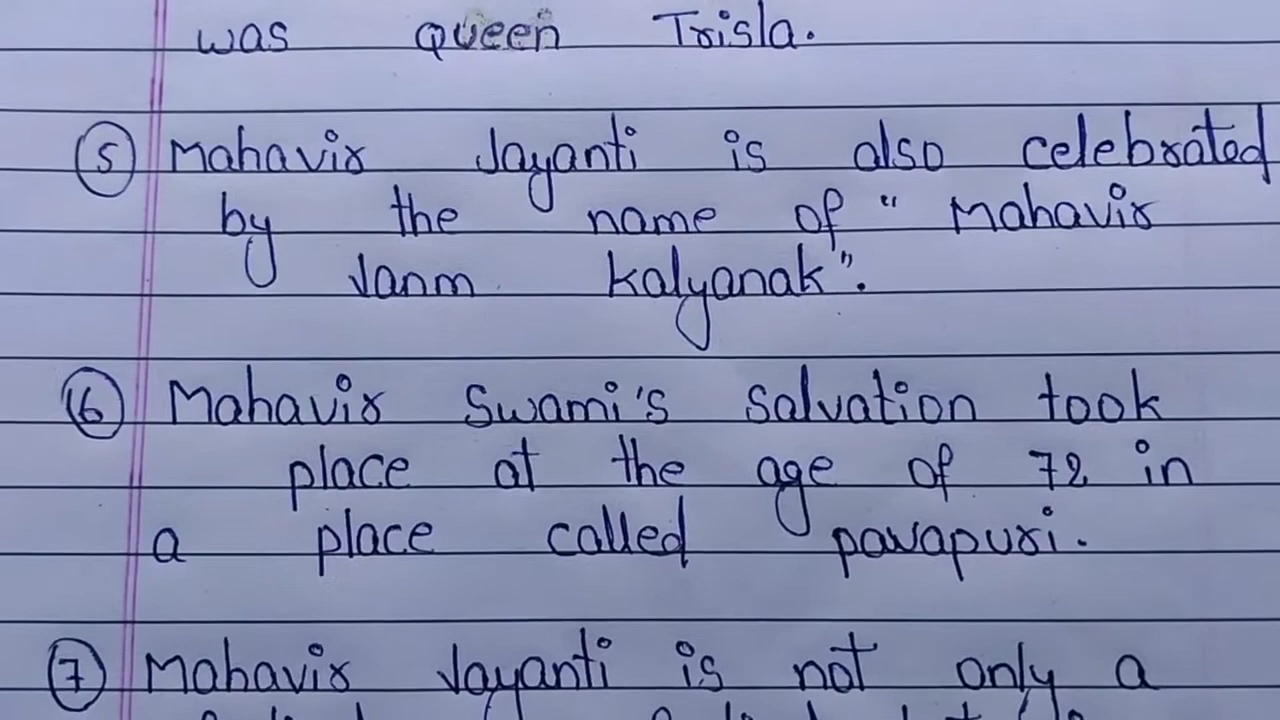 was queen Trisla.
5 Mahavir Jayanti is also celebrated
by the name of "Mahavir
Janm kalyanak".
6 Mahavir Swami's salvation took
place at the age of 72 in
a place called pavapuri.
7 Mahavir Jayanti is not only a